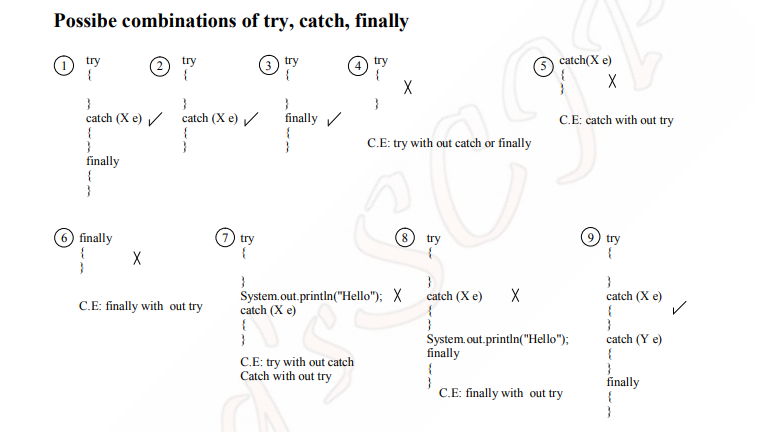 Possibe combinations of try, catch, finally
1 try
{
}
catch (X e) ✓
{
}
finally
{
}
2 try
{
}
catch (X e) ✓
{
}
3 try
{
}
finally ✓
{
}
4 try
{
X
}
C.E: try with out catch or finally
5 catch(X e)
{ X
}
C.E: catch with out try
6 finally
{
} X
C.E: finally with out try
7 try
{
}
System.out.println("Hello"); X
catch (X e)
{
}
C.E: try with out catch
Catch with out try
8 try
{
}
catch (X e) X
{
}
System.out.println("Hello");
finally
{
}
C.E: finally with out try
9 try
{
}
catch (X e)
{ ✓
}
catch (Y e)
{
}
finally
{
}